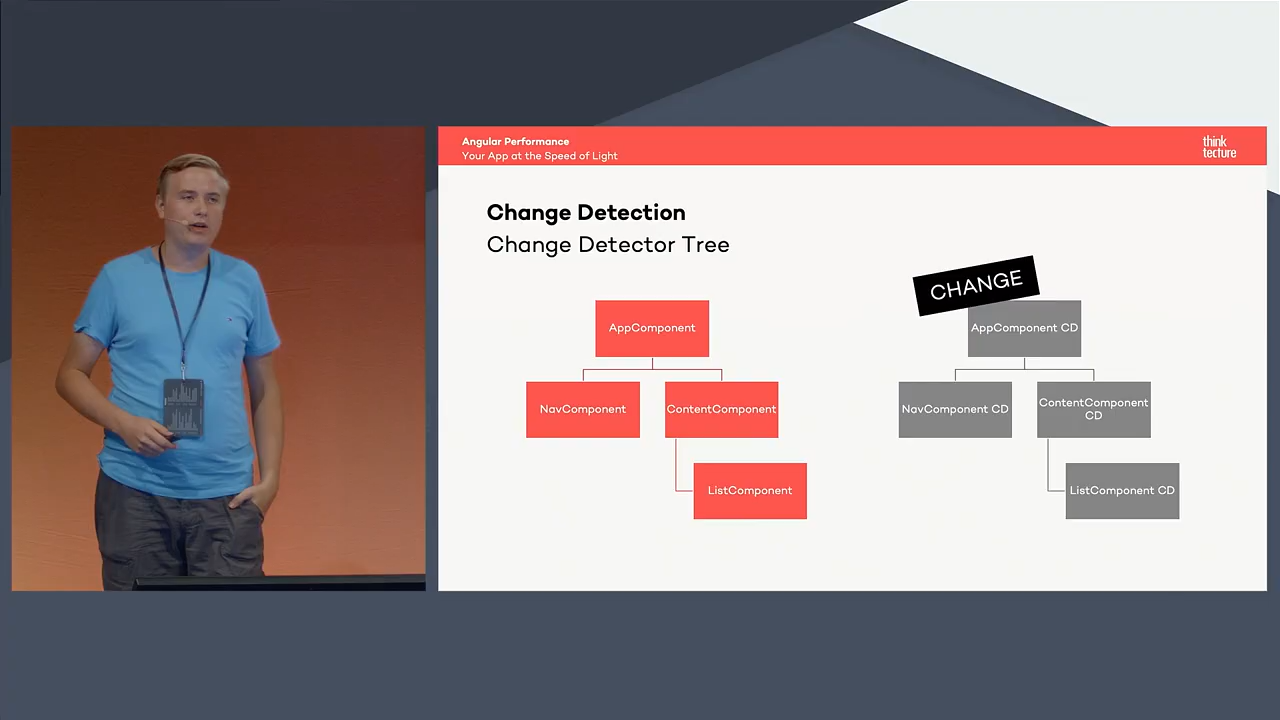 Angular Performance
Your App at the Speed of Light
think
tecture
Change Detection
Change Detector Tree
CHANGE
AppComponent
AppComponent CD
NavComponent
ContentComponent
NavComponent CD
ContentComponent
CD
ListComponent
ListComponent CD